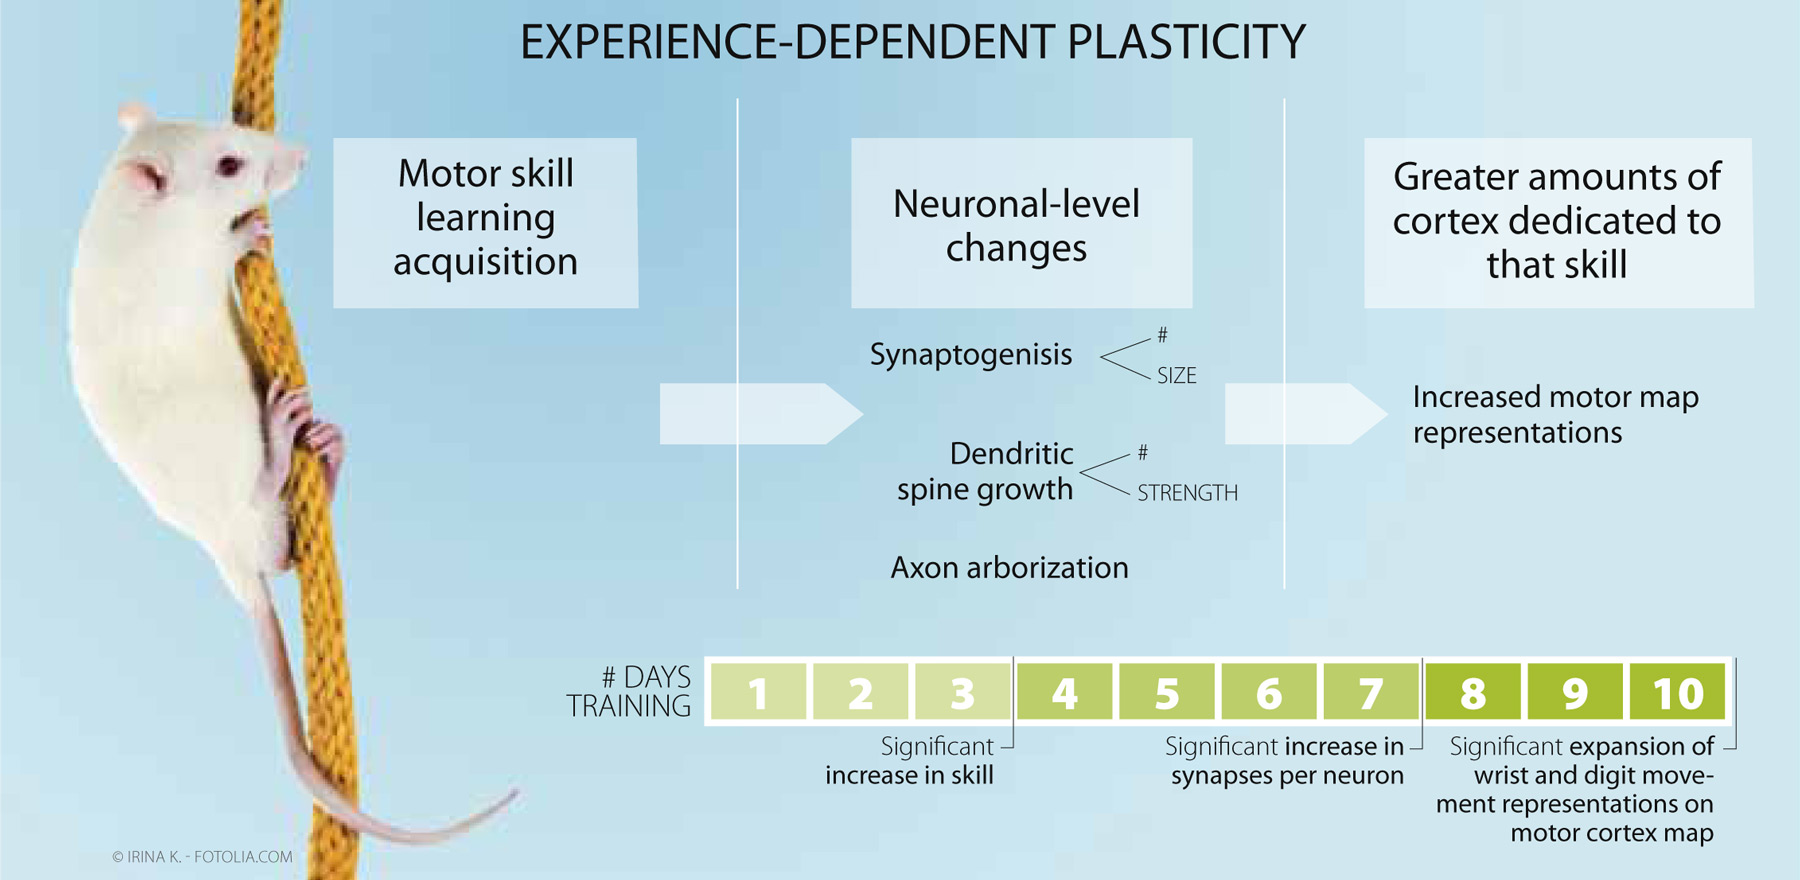 EXPERIENCE-DEPENDENT PLASTICITY
Motor skill
learning
acquisition
Neuronal-level
changes
Greater amounts of
cortex dedicated to
that skill
Synaptogenisis
#
SIZE
Dendritic
spine growth
#
STRENGTH
Axon arborization
Increased motor map
representations
# DAYS
TRAINING
1 2 3 4 5 6 7 8 9 10
Significant
increase in skill
Significant increase in
synapses per neuron
Significant expansion of
wrist and digit move-
ment representations on
motor cortex map
© IRINA K. - FOTOLIA.COM